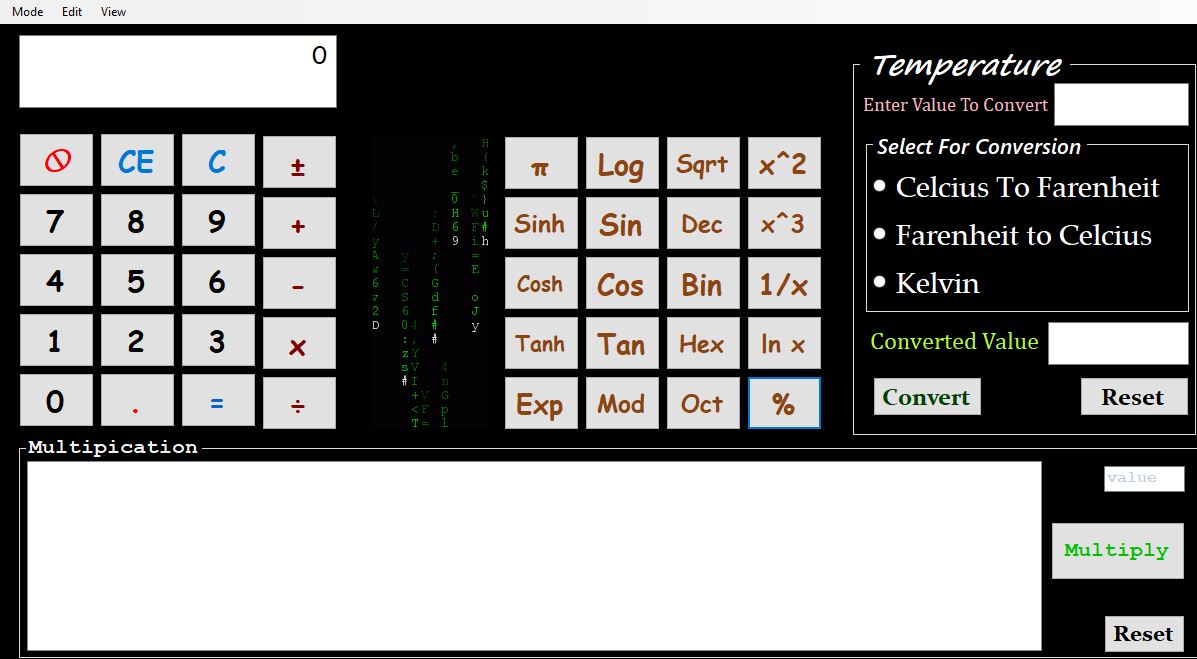 Mode Edit View
0
CE C ±
7 8 9 +
4 5 6 -
1 2 3 x
0 . = ÷
π Log Sqrt x^2
Sinh Sin Dec x^3
Cosh Cos Bin 1/x
Tanh Tan Hex ln x
Exp Mod Oct %
Temperature
Enter Value To Convert
Select For Conversion
Celcius To Farenheit
Farenheit to Celcius
Kelvin
Converted Value
Convert Reset
Multipication
value
Multiply
Reset